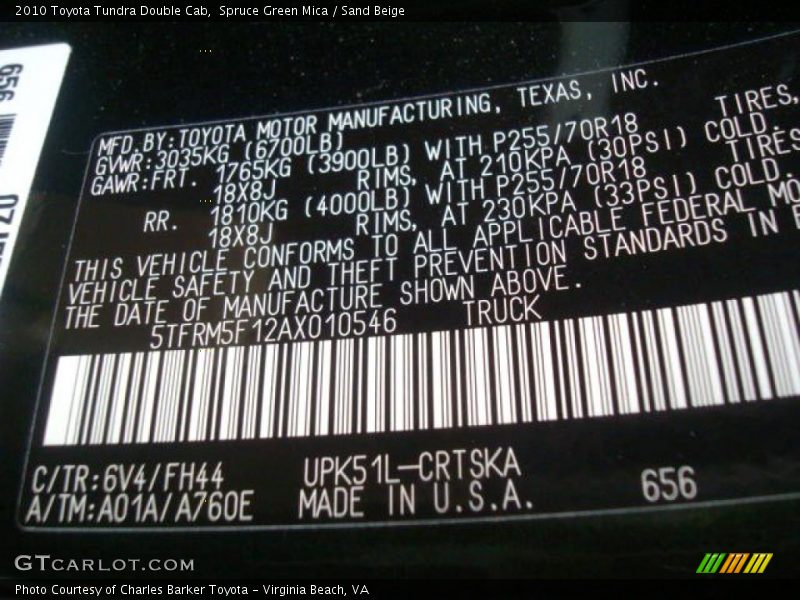 2010 Toyota Tundra Double Cab,  Spruce Green Mica / Sand Beige
656
MFD. BY: TOYOTA MOTOR MANUFACTURING, TEXAS, INC.
GVWR: 3035KG (6700LB)
GAWR: FRT. 1765KG (3900LB) WITH P255/70R18 TIRES,
18X8J RIMS, AT 210KPA (30PSI) COLD.
RR. 1810KG (4000LB) WITH P255/70R18 TIRES
18X8J RIMS, AT 230KPA (33PSI) COLD.
THIS VEHICLE CONFORMS TO ALL APPLICABLE FEDERAL MO
VEHICLE SAFETY AND THEFT PREVENTION STANDARDS IN E
THE DATE OF MANUFACTURE SHOWN ABOVE.
5TFRM5F12AX010546 TRUCK
C/TR: 6V4/FH44 UPK51L-CRTSKA
A/TM: A01A/A760E MADE IN U.S.A. 656
GTCARLOT.COM
Photo Courtesy of Charles Barker Toyota - Virginia Beach, VA